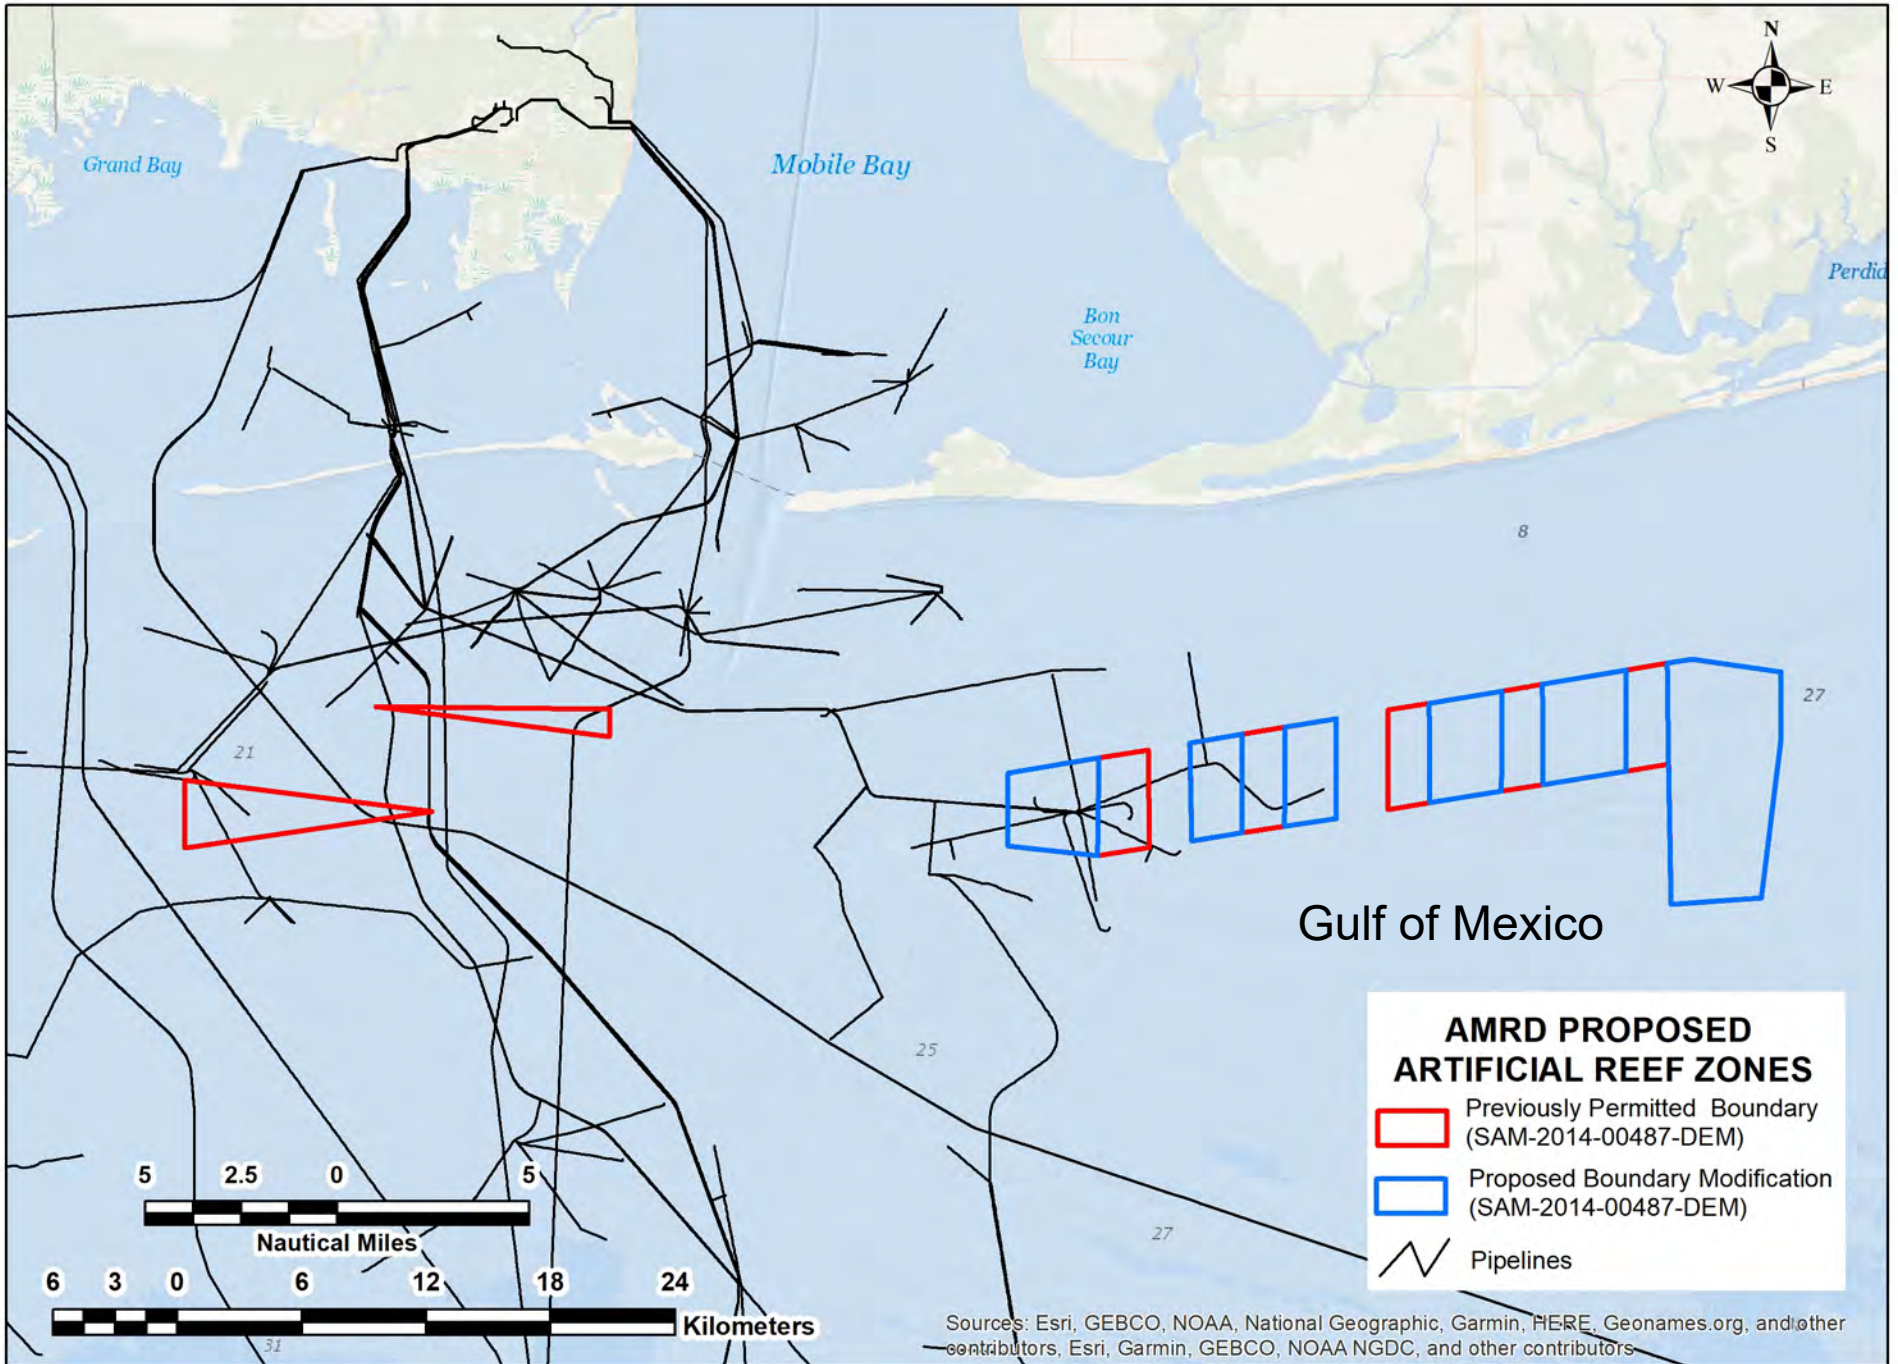 N
W E
S
Grand Bay
Mobile Bay
Perdid
Bon
Secour
Bay
8
27
21
Gulf of Mexico
25
27
31
AMRD PROPOSED
ARTIFICIAL REEF ZONES
Previously Permitted Boundary
(SAM-2014-00487-DEM)
Proposed Boundary Modification
(SAM-2014-00487-DEM)
Pipelines
5 2.5 0 5
Nautical Miles
6 3 0 6 12 18 24
Kilometers
Sources: Esri, GEBCO, NOAA, National Geographic, Garmin, HERE, Geonames.org, and other
contributors, Esri, Garmin, GEBCO, NOAA NGDC, and other contributors